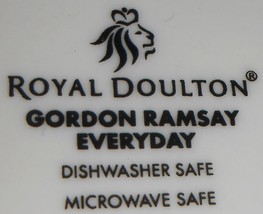 ROYAL DOULTON®
GORDON RAMSAY
EVERYDAY
DISHWASHER SAFE
MICROWAVE SAFE